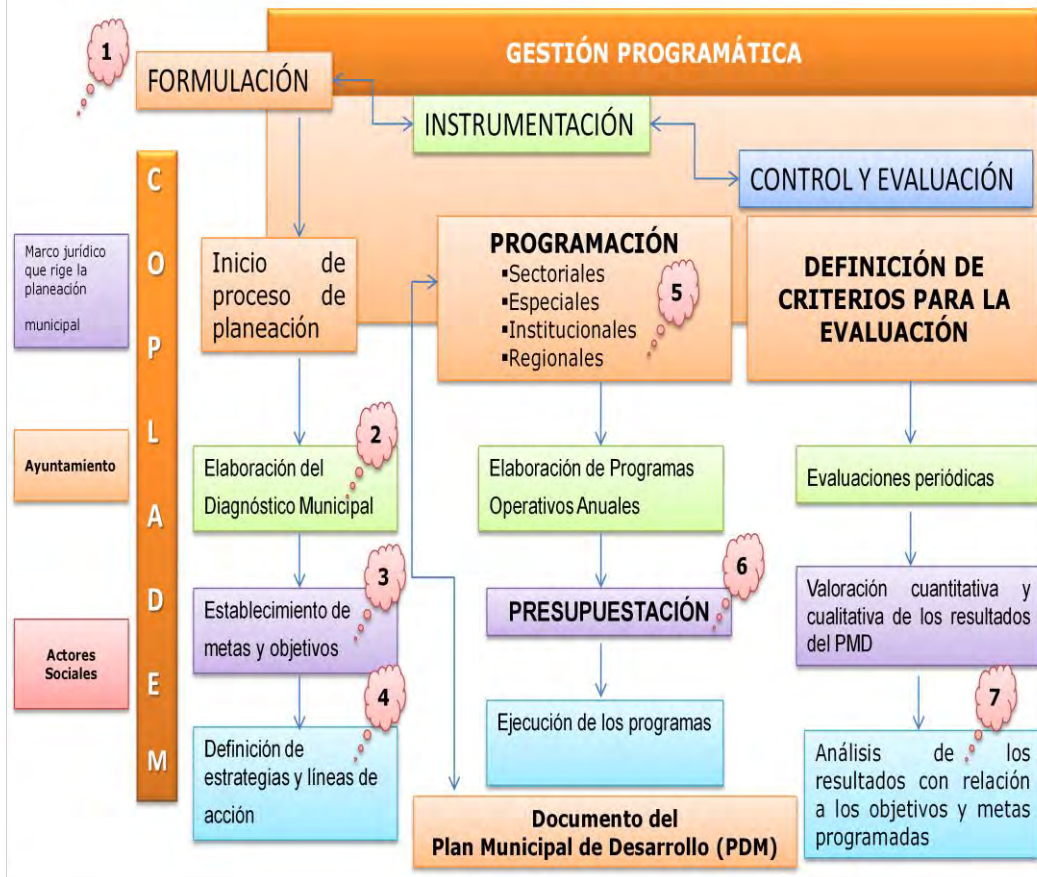 GESTIÓN PROGRAMÁTICA
1
FORMULACIÓN
INSTRUMENTACIÓN
CONTROL Y EVALUACIÓN
C
O
P
L
A
D
E
M
Marco jurídico
que rige la
planeación
municipal
Ayuntamiento
Actores
Sociales
Inicio de
proceso de
planeación
2
Elaboración del
Diagnóstico Municipal
3
Establecimiento de
metas y objetivos
4
Definición de
estrategias y líneas de
acción
PROGRAMACIÓN
▪Sectoriales
▪Especiales
▪Institucionales
▪Regionales
5
Elaboración de Programas
Operativos Anuales
6
PRESUPUESTACIÓN
Ejecución de los programas
Documento del
Plan Municipal de Desarrollo (PDM)
DEFINICIÓN DE
CRITERIOS PARA LA
EVALUACIÓN
Evaluaciones periódicas
Valoración cuantitativa y
cualitativa de los resultados
del PMD
7
Análisis de los
resultados con relación
a los objetivos y metas
programadas